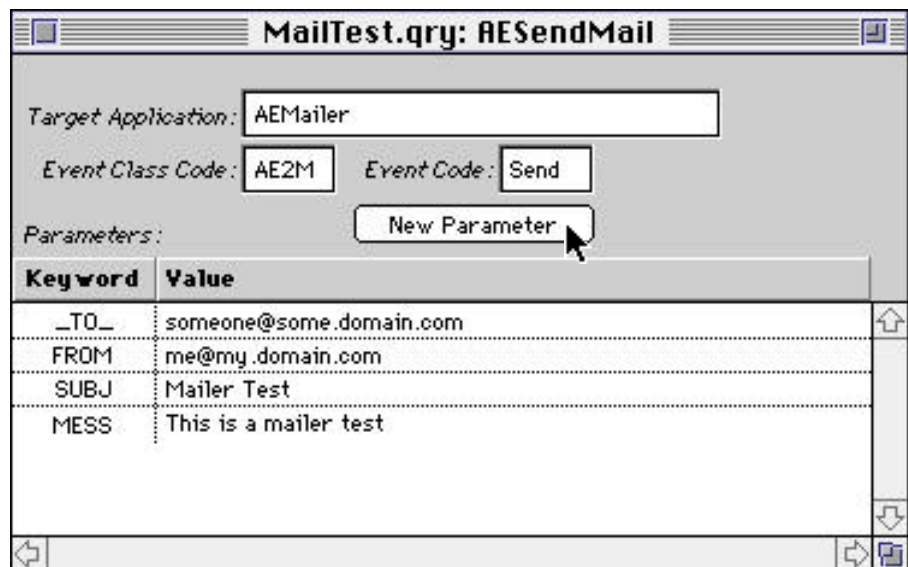 MailTest.qry: AESendMail
Target Application: AEMailer
Event Class Code: AE2M Event Code: Send
Parameters: New Parameter
Keyword Value
_TO_ someone@some.domain.com
FROM me@my.domain.com
SUBJ Mailer Test
MESS This is a mailer test